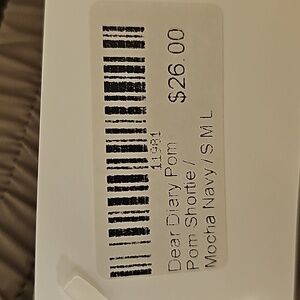 11981
Dear Diary Pom
Pom Shortie /
Mocha Navy / S M L
$26.00